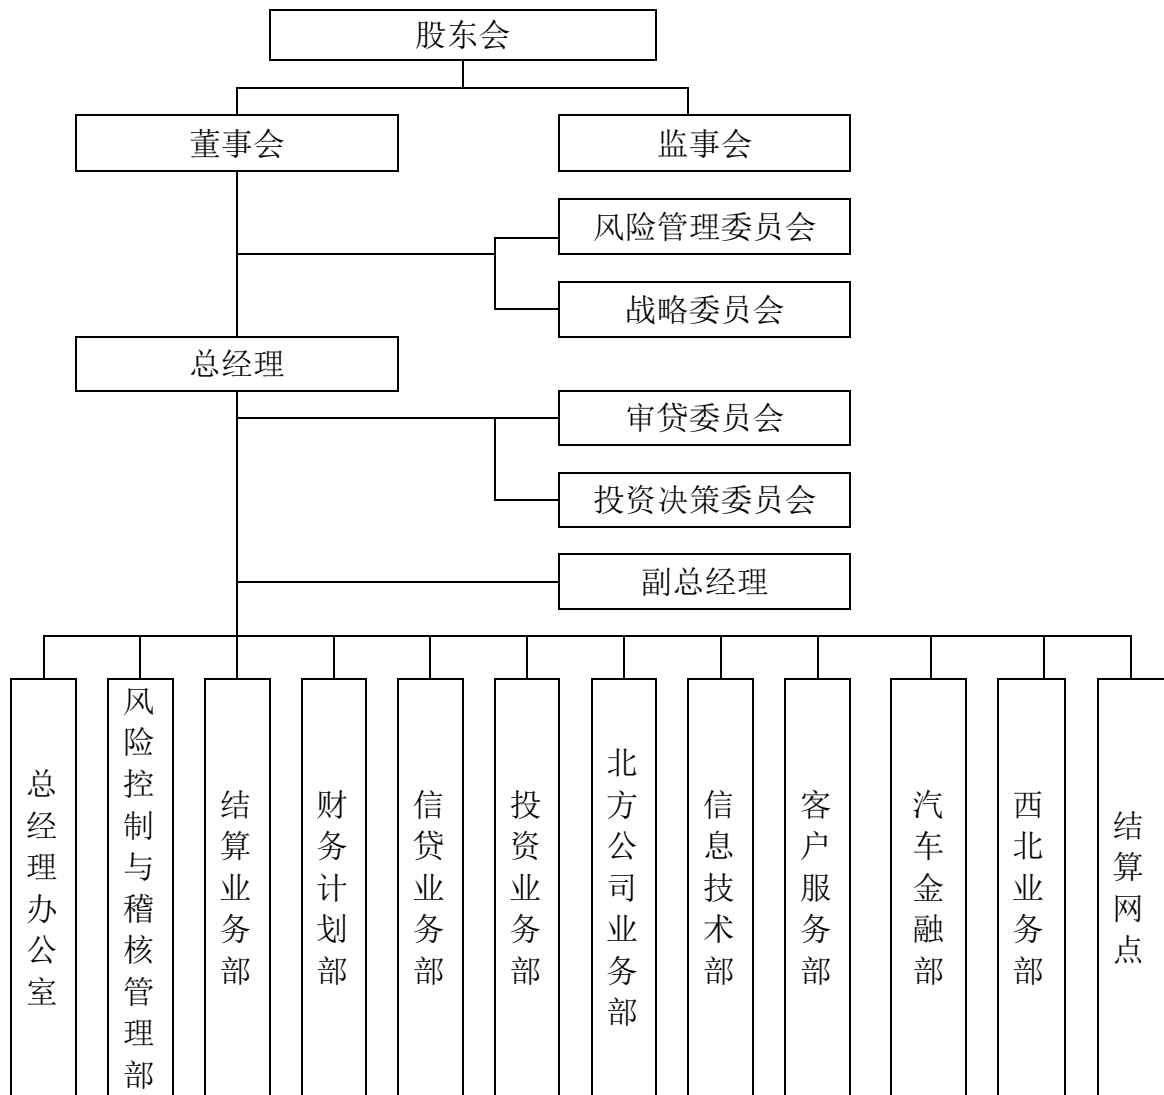 股东会
董事会
监事会
风险管理委员会
战略委员会
总经理
审贷委员会
投资决策委员会
副总经理
总经理办公室
风险控制与稽核管理部
结算业务部
财务计划部
信贷业务部
投资业务部
北方公司业务部
信息技术部
客户服务部
汽车金融部
西北业务部
结算网点